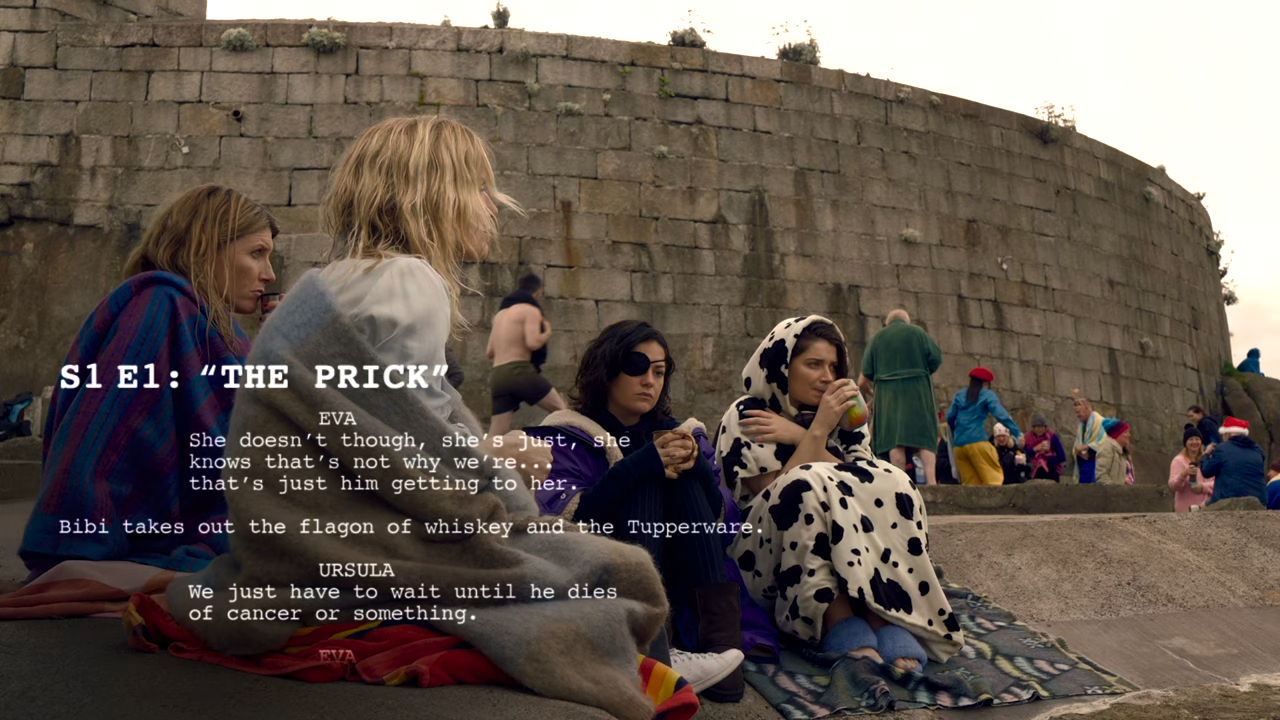 S1 E1: “THE PRICK”
EVA
She doesn’t though, she’s just, she
knows that’s not why we’re...
that’s just him getting to her.
Bibi takes out the flagon of whiskey and the Tupperware.
URSULA
We just have to wait until he dies
of cancer or something.
EVA